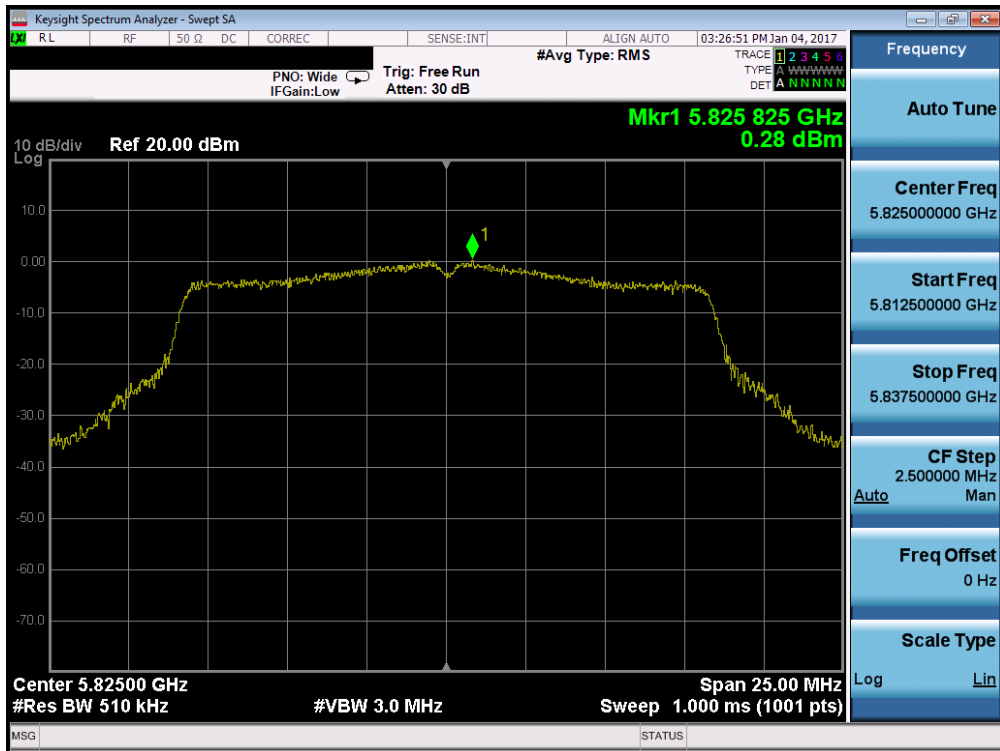 Keysight Spectrum Analyzer - Swept SA
LXI RL RF 50 Ω DC CORREC SENSE:INT ALIGN AUTO 03:26:51 PM Jan 04, 2017
#Avg Type: RMS TRACE 1 2 3 4 5 6
PNO: Wide Trig: Free Run TYPE A WWWWW
IFGain:Low Atten: 30 dB DET A N N N N N
Mkr1 5.825 825 GHz
0.28 dBm
10 dB/div Ref 20.00 dBm
Log
10.0
1
0.00
-10.0
-20.0
-30.0
-40.0
-50.0
-60.0
-70.0
Center 5.82500 GHz Span 25.00 MHz
#Res BW 510 kHz #VBW 3.0 MHz Sweep 1.000 ms (1001 pts)
MSG STATUS
Frequency
Auto Tune
Center Freq
5.825000000 GHz
Start Freq
5.812500000 GHz
Stop Freq
5.837500000 GHz
CF Step
2.500000 MHz
Auto Man
Freq Offset
0 Hz
Scale Type
Log Lin